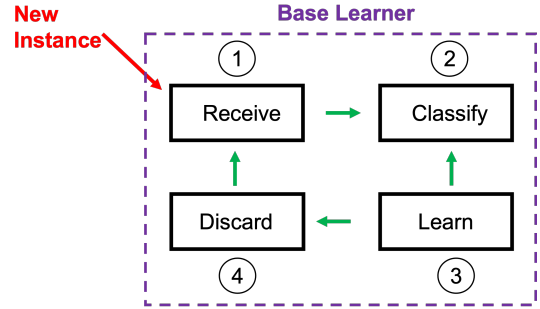 New
Instance
Base Learner
1
2
Receive
Classify
Discard
Learn
4
3